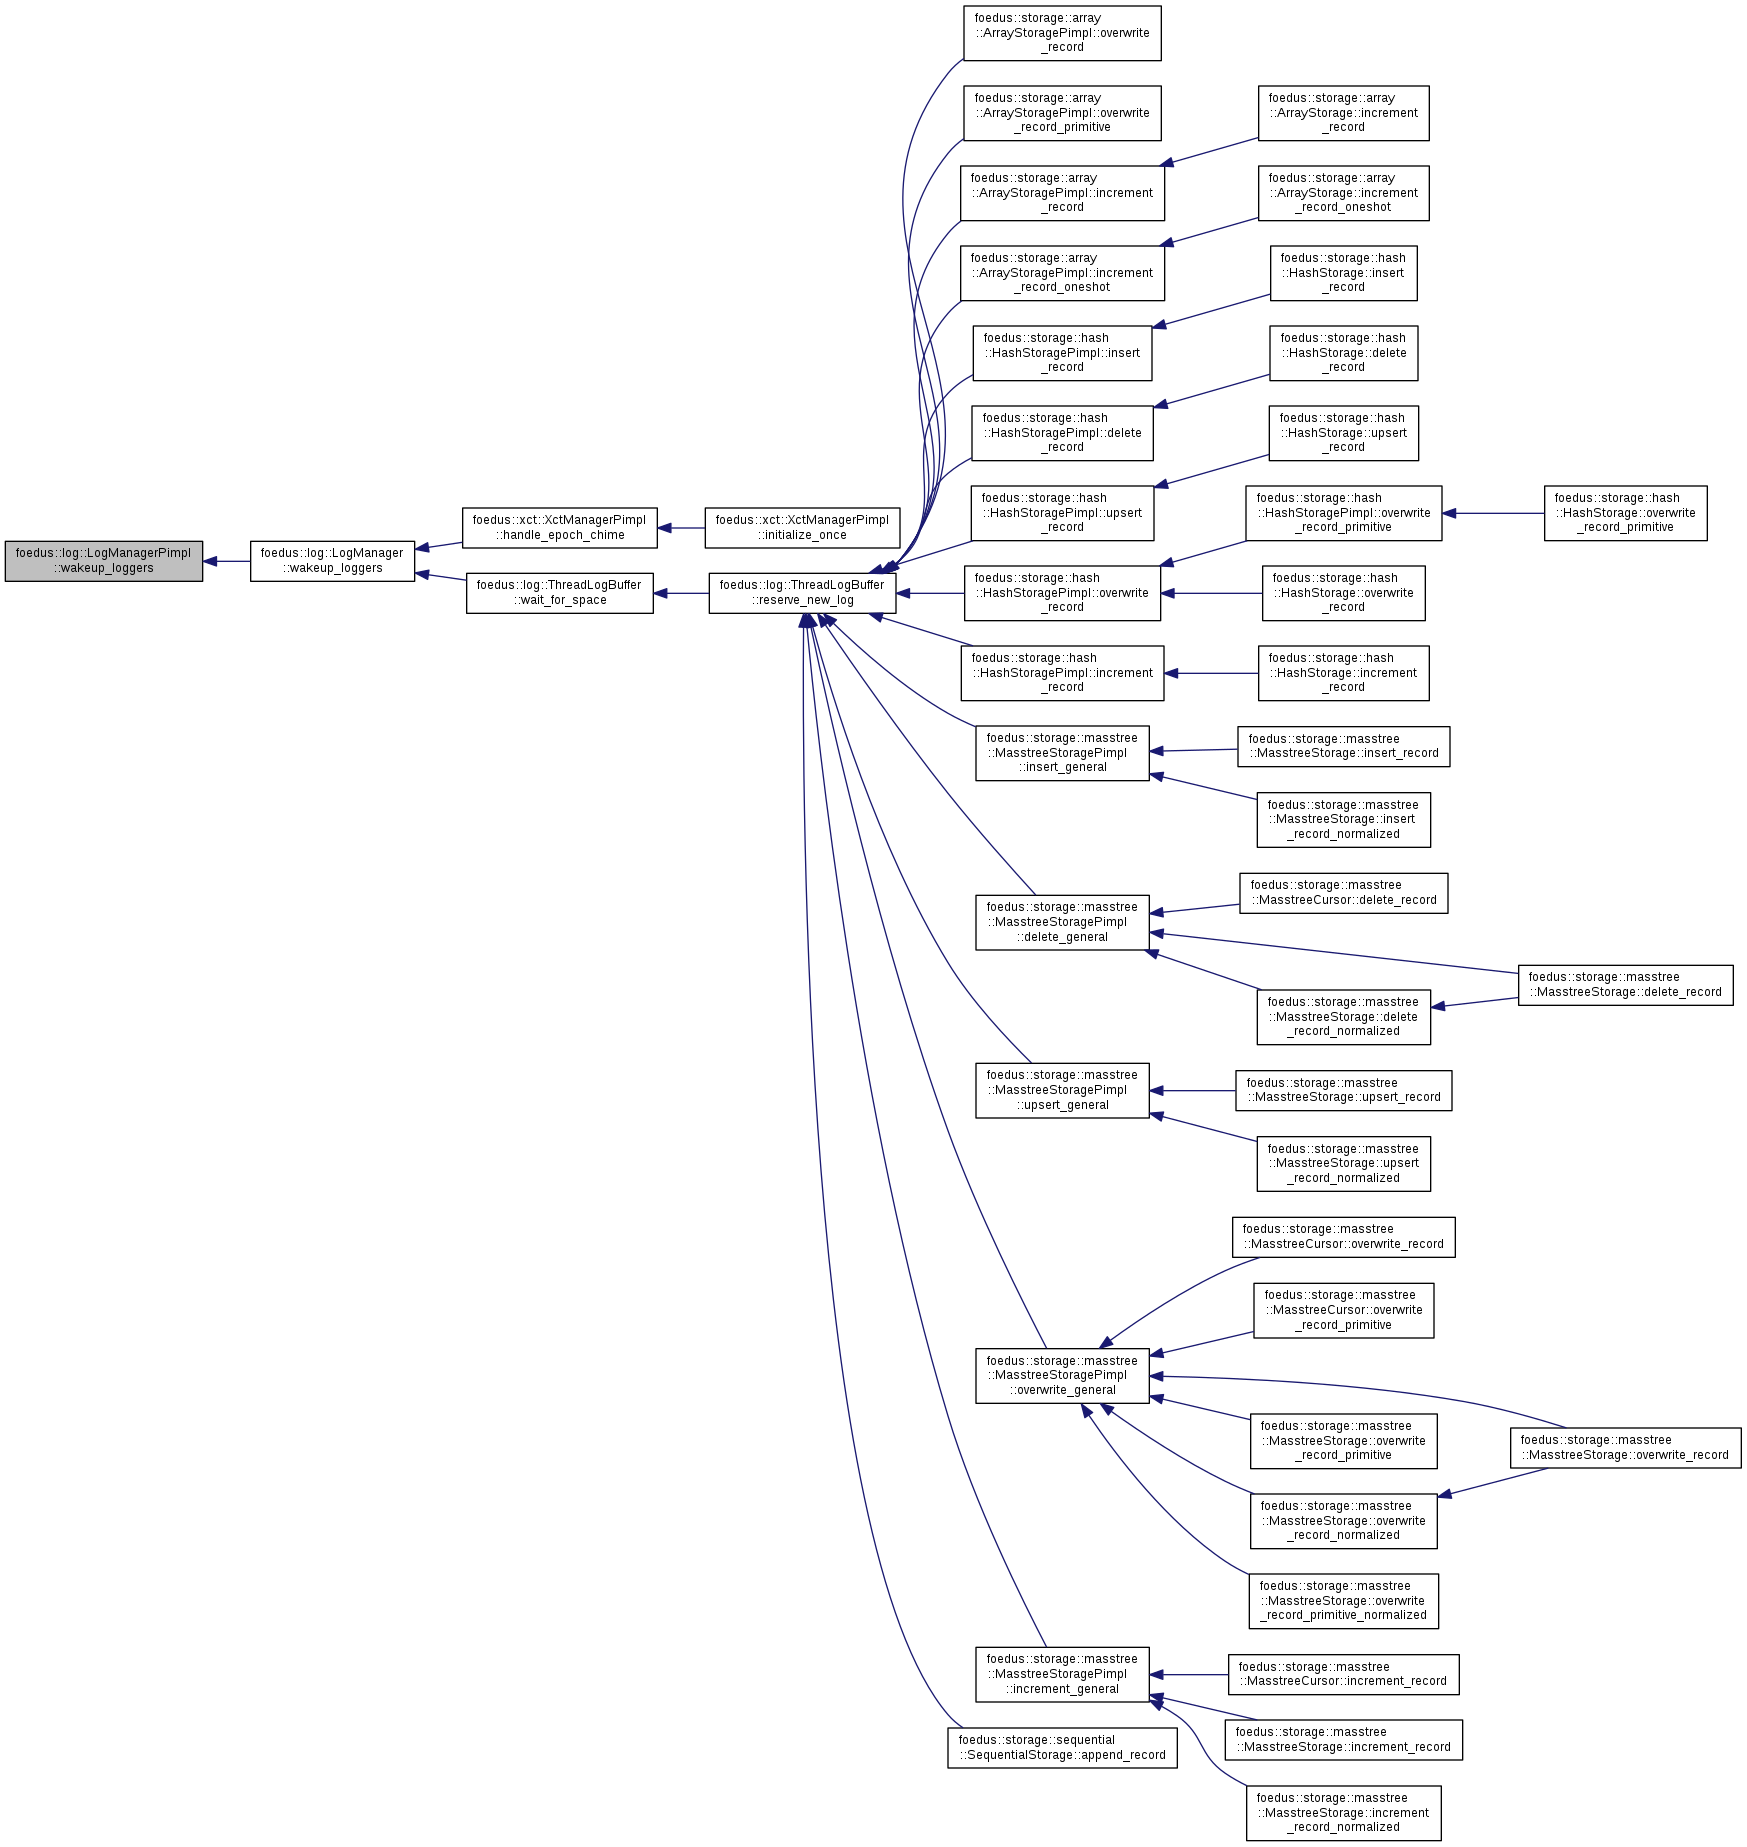 foedus::log::LogManagerPimpl
::wakeup_loggers
foedus::log::LogManager
::wakeup_loggers
foedus::xct::XctManagerPimpl
::handle_epoch_chime
foedus::xct::XctManagerPimpl
::initialize_once
foedus::log::ThreadLogBuffer
::wait_for_space
foedus::log::ThreadLogBuffer
::reserve_new_log
foedus::storage::array
::ArrayStoragePimpl::overwrite
_record
foedus::storage::array
::ArrayStoragePimpl::overwrite
_record_primitive
foedus::storage::array
::ArrayStoragePimpl::increment
_record
foedus::storage::array
::ArrayStorage::increment
_record
foedus::storage::array
::ArrayStoragePimpl::increment
_record_oneshot
foedus::storage::array
::ArrayStorage::increment
_record_oneshot
foedus::storage::hash
::HashStoragePimpl::insert
_record
foedus::storage::hash
::HashStorage::insert
_record
foedus::storage::hash
::HashStoragePimpl::delete
_record
foedus::storage::hash
::HashStorage::delete
_record
foedus::storage::hash
::HashStoragePimpl::upsert
_record
foedus::storage::hash
::HashStorage::upsert
_record
foedus::storage::hash
::HashStoragePimpl::overwrite
_record
foedus::storage::hash
::HashStoragePimpl::overwrite
_record_primitive
foedus::storage::hash
::HashStorage::overwrite
_record_primitive
foedus::storage::hash
::HashStorage::overwrite
_record
foedus::storage::hash
::HashStoragePimpl::increment
_record
foedus::storage::hash
::HashStorage::increment
_record
foedus::storage::masstree
::MasstreeStoragePimpl
::insert_general
foedus::storage::masstree
::MasstreeStorage::insert_record
foedus::storage::masstree
::MasstreeStorage::insert
_record_normalized
foedus::storage::masstree
::MasstreeStoragePimpl
::delete_general
foedus::storage::masstree
::MasstreeCursor::delete_record
foedus::storage::masstree
::MasstreeStorage::delete_record
foedus::storage::masstree
::MasstreeStorage::delete
_record_normalized
foedus::storage::masstree
::MasstreeStoragePimpl
::upsert_general
foedus::storage::masstree
::MasstreeStorage::upsert_record
foedus::storage::masstree
::MasstreeStorage::upsert
_record_normalized
foedus::storage::masstree
::MasstreeStoragePimpl
::overwrite_general
foedus::storage::masstree
::MasstreeCursor::overwrite_record
foedus::storage::masstree
::MasstreeCursor::overwrite
_record_primitive
foedus::storage::masstree
::MasstreeStorage::overwrite
_record_primitive
foedus::storage::masstree
::MasstreeStorage::overwrite_record
foedus::storage::masstree
::MasstreeStorage::overwrite
_record_normalized
foedus::storage::masstree
::MasstreeStorage::overwrite
_record_primitive_normalized
foedus::storage::masstree
::MasstreeStoragePimpl
::increment_general
foedus::storage::masstree
::MasstreeCursor::increment_record
foedus::storage::masstree
::MasstreeStorage::increment_record
foedus::storage::masstree
::MasstreeStorage::increment
_record_normalized
foedus::storage::sequential
::SequentialStorage::append_record